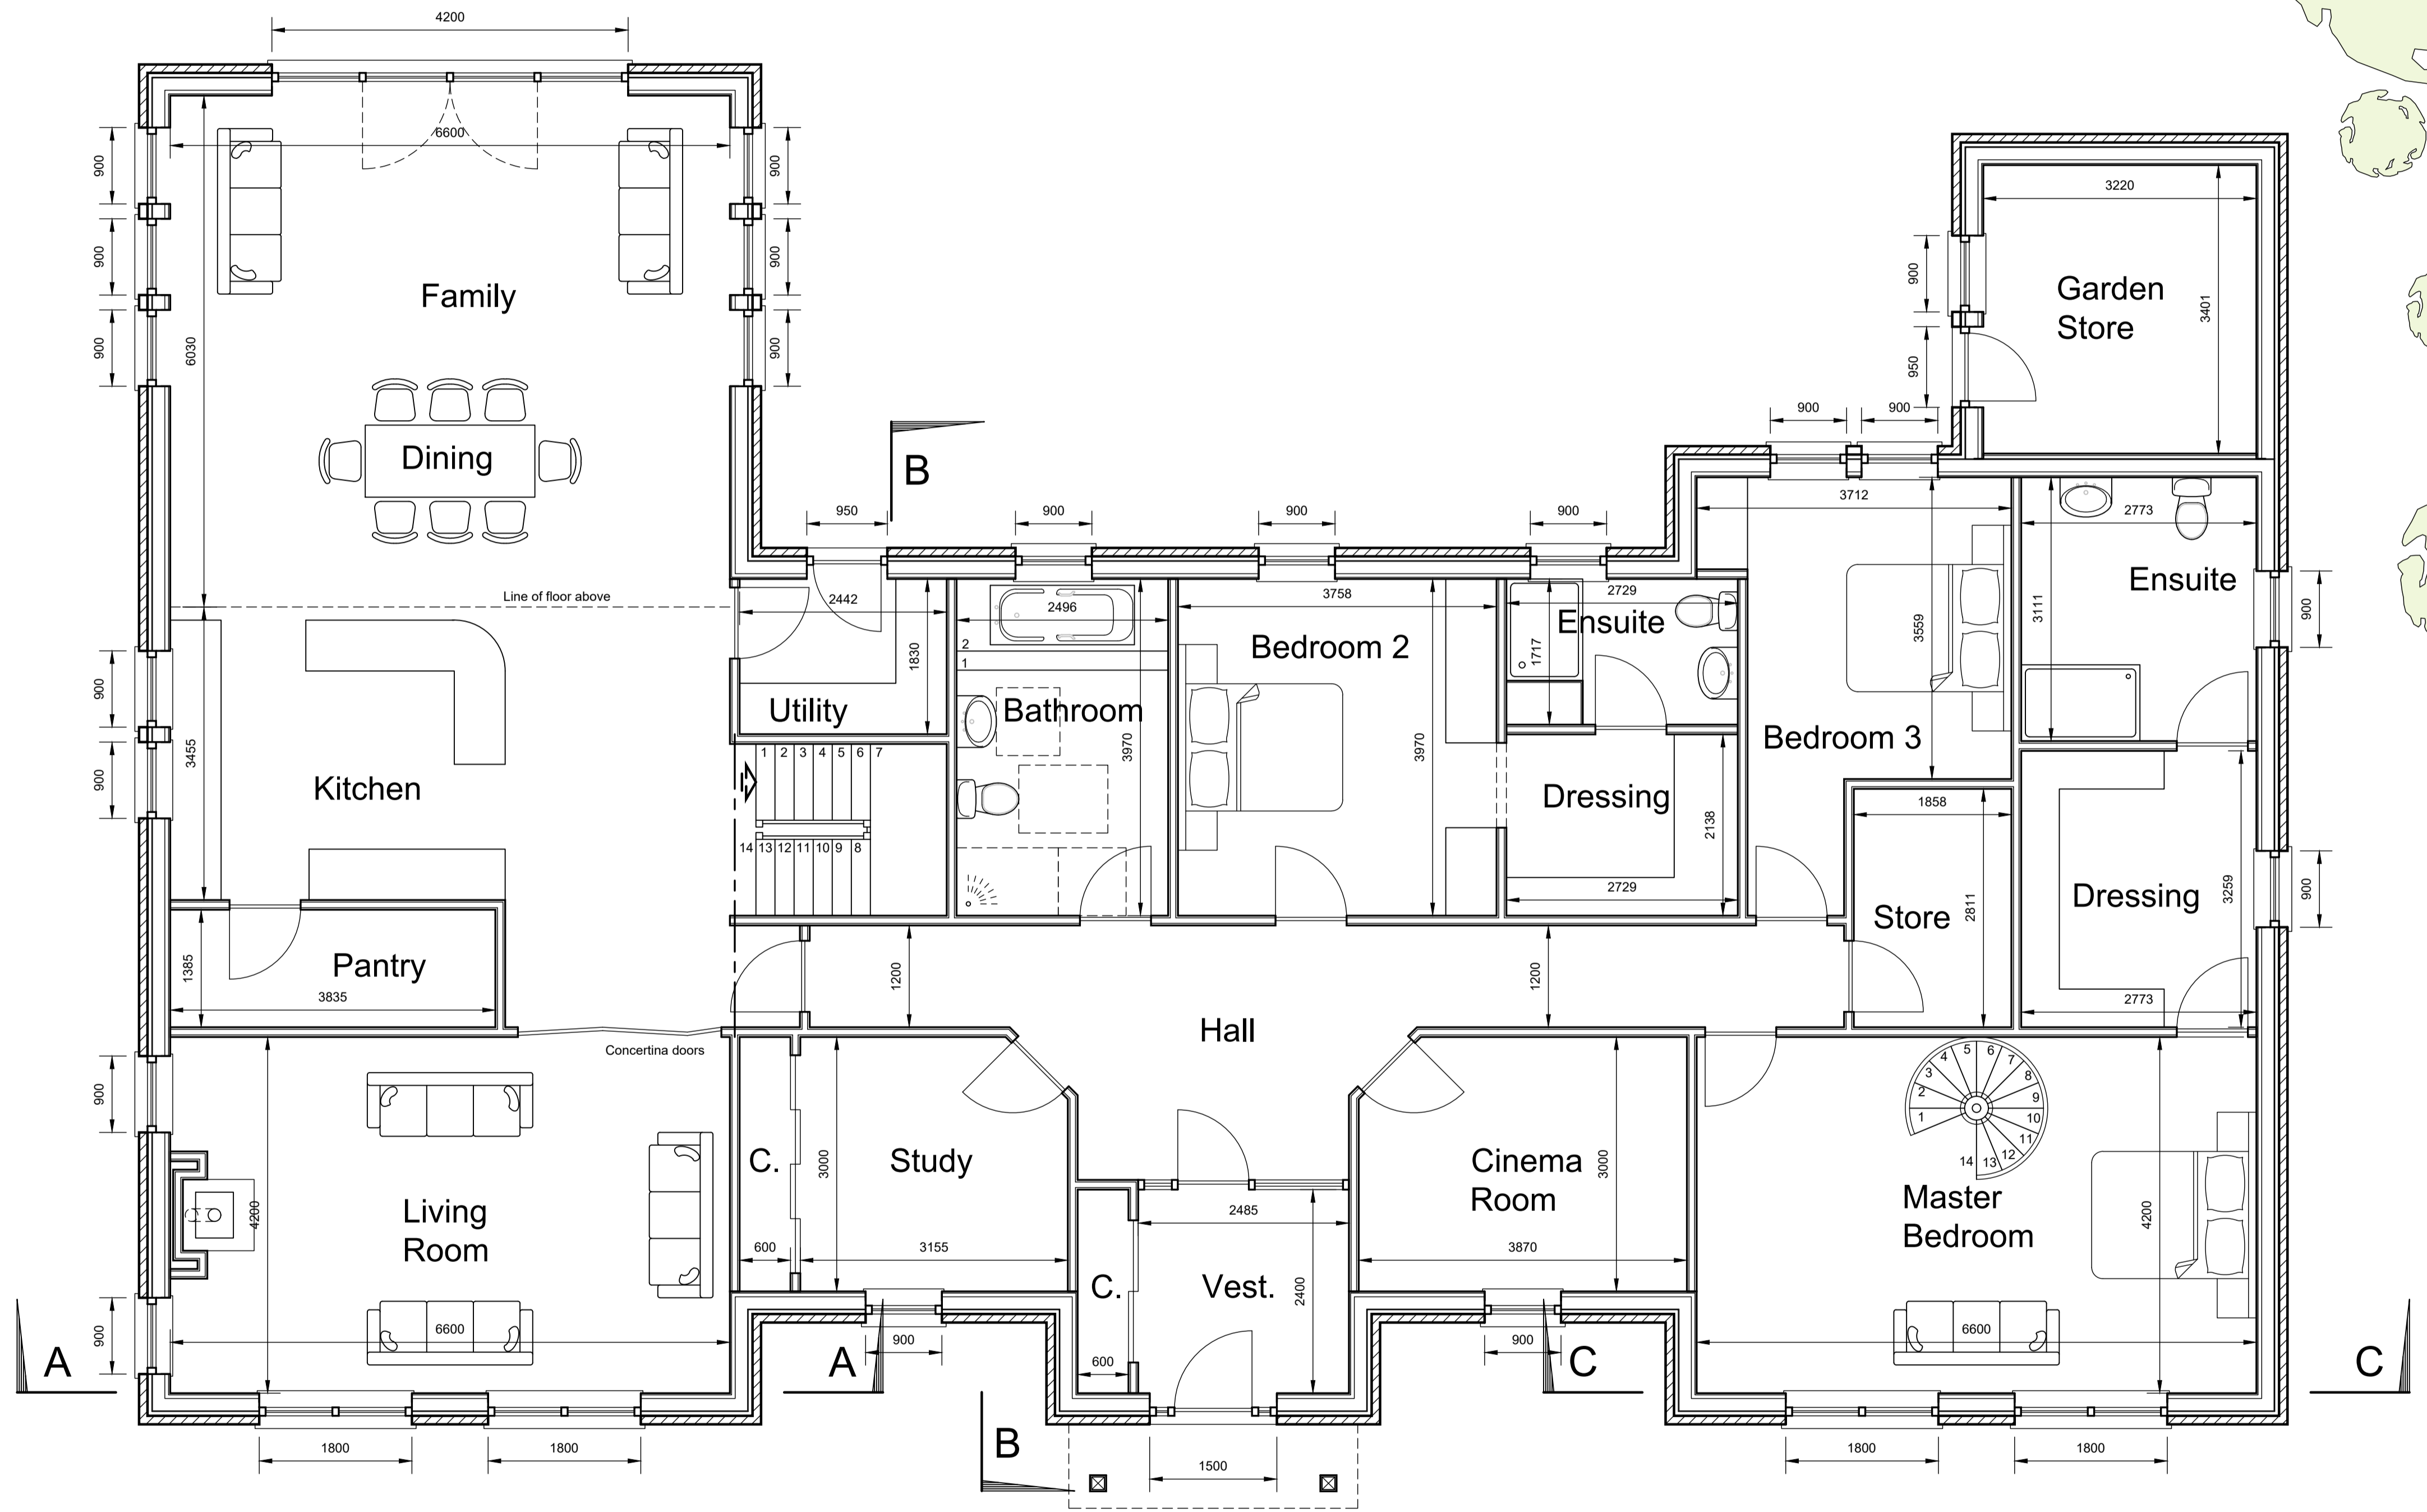 4200
6600
900
900
900
900
900
900
Family
6030
Dining
Line of floor above
3220
Garden
Store
3401
900
950
900
900
B
950
900
900
900
3712
2773
Ensuite
3111
900
2442
1830
Utility
2496
2
1
Bathroom
3970
3758
Bedroom 2
3970
2729
Ensuite
1717
3559
Bedroom 3
900
900
3455
Kitchen
1 2 3 4 5 6 7
14 13 12 11 10 9 8
Dressing
2138
2729
1858
Store
2811
Dressing
3259
2773
900
1385
Pantry
3835
1200
1200
Hall
Concertina doors
900
4200
Living
Room
6600
900
C.
600
3000
Study
3155
C.
600
2485
Vest.
2400
Cinema
Room
3000
3870
1 2 3 4 5 6 7 8 9 10 11 12 13 14
Master
Bedroom
4200
6600
A
A
900
900
C
C
B
1800
1800
1500
1800
1800